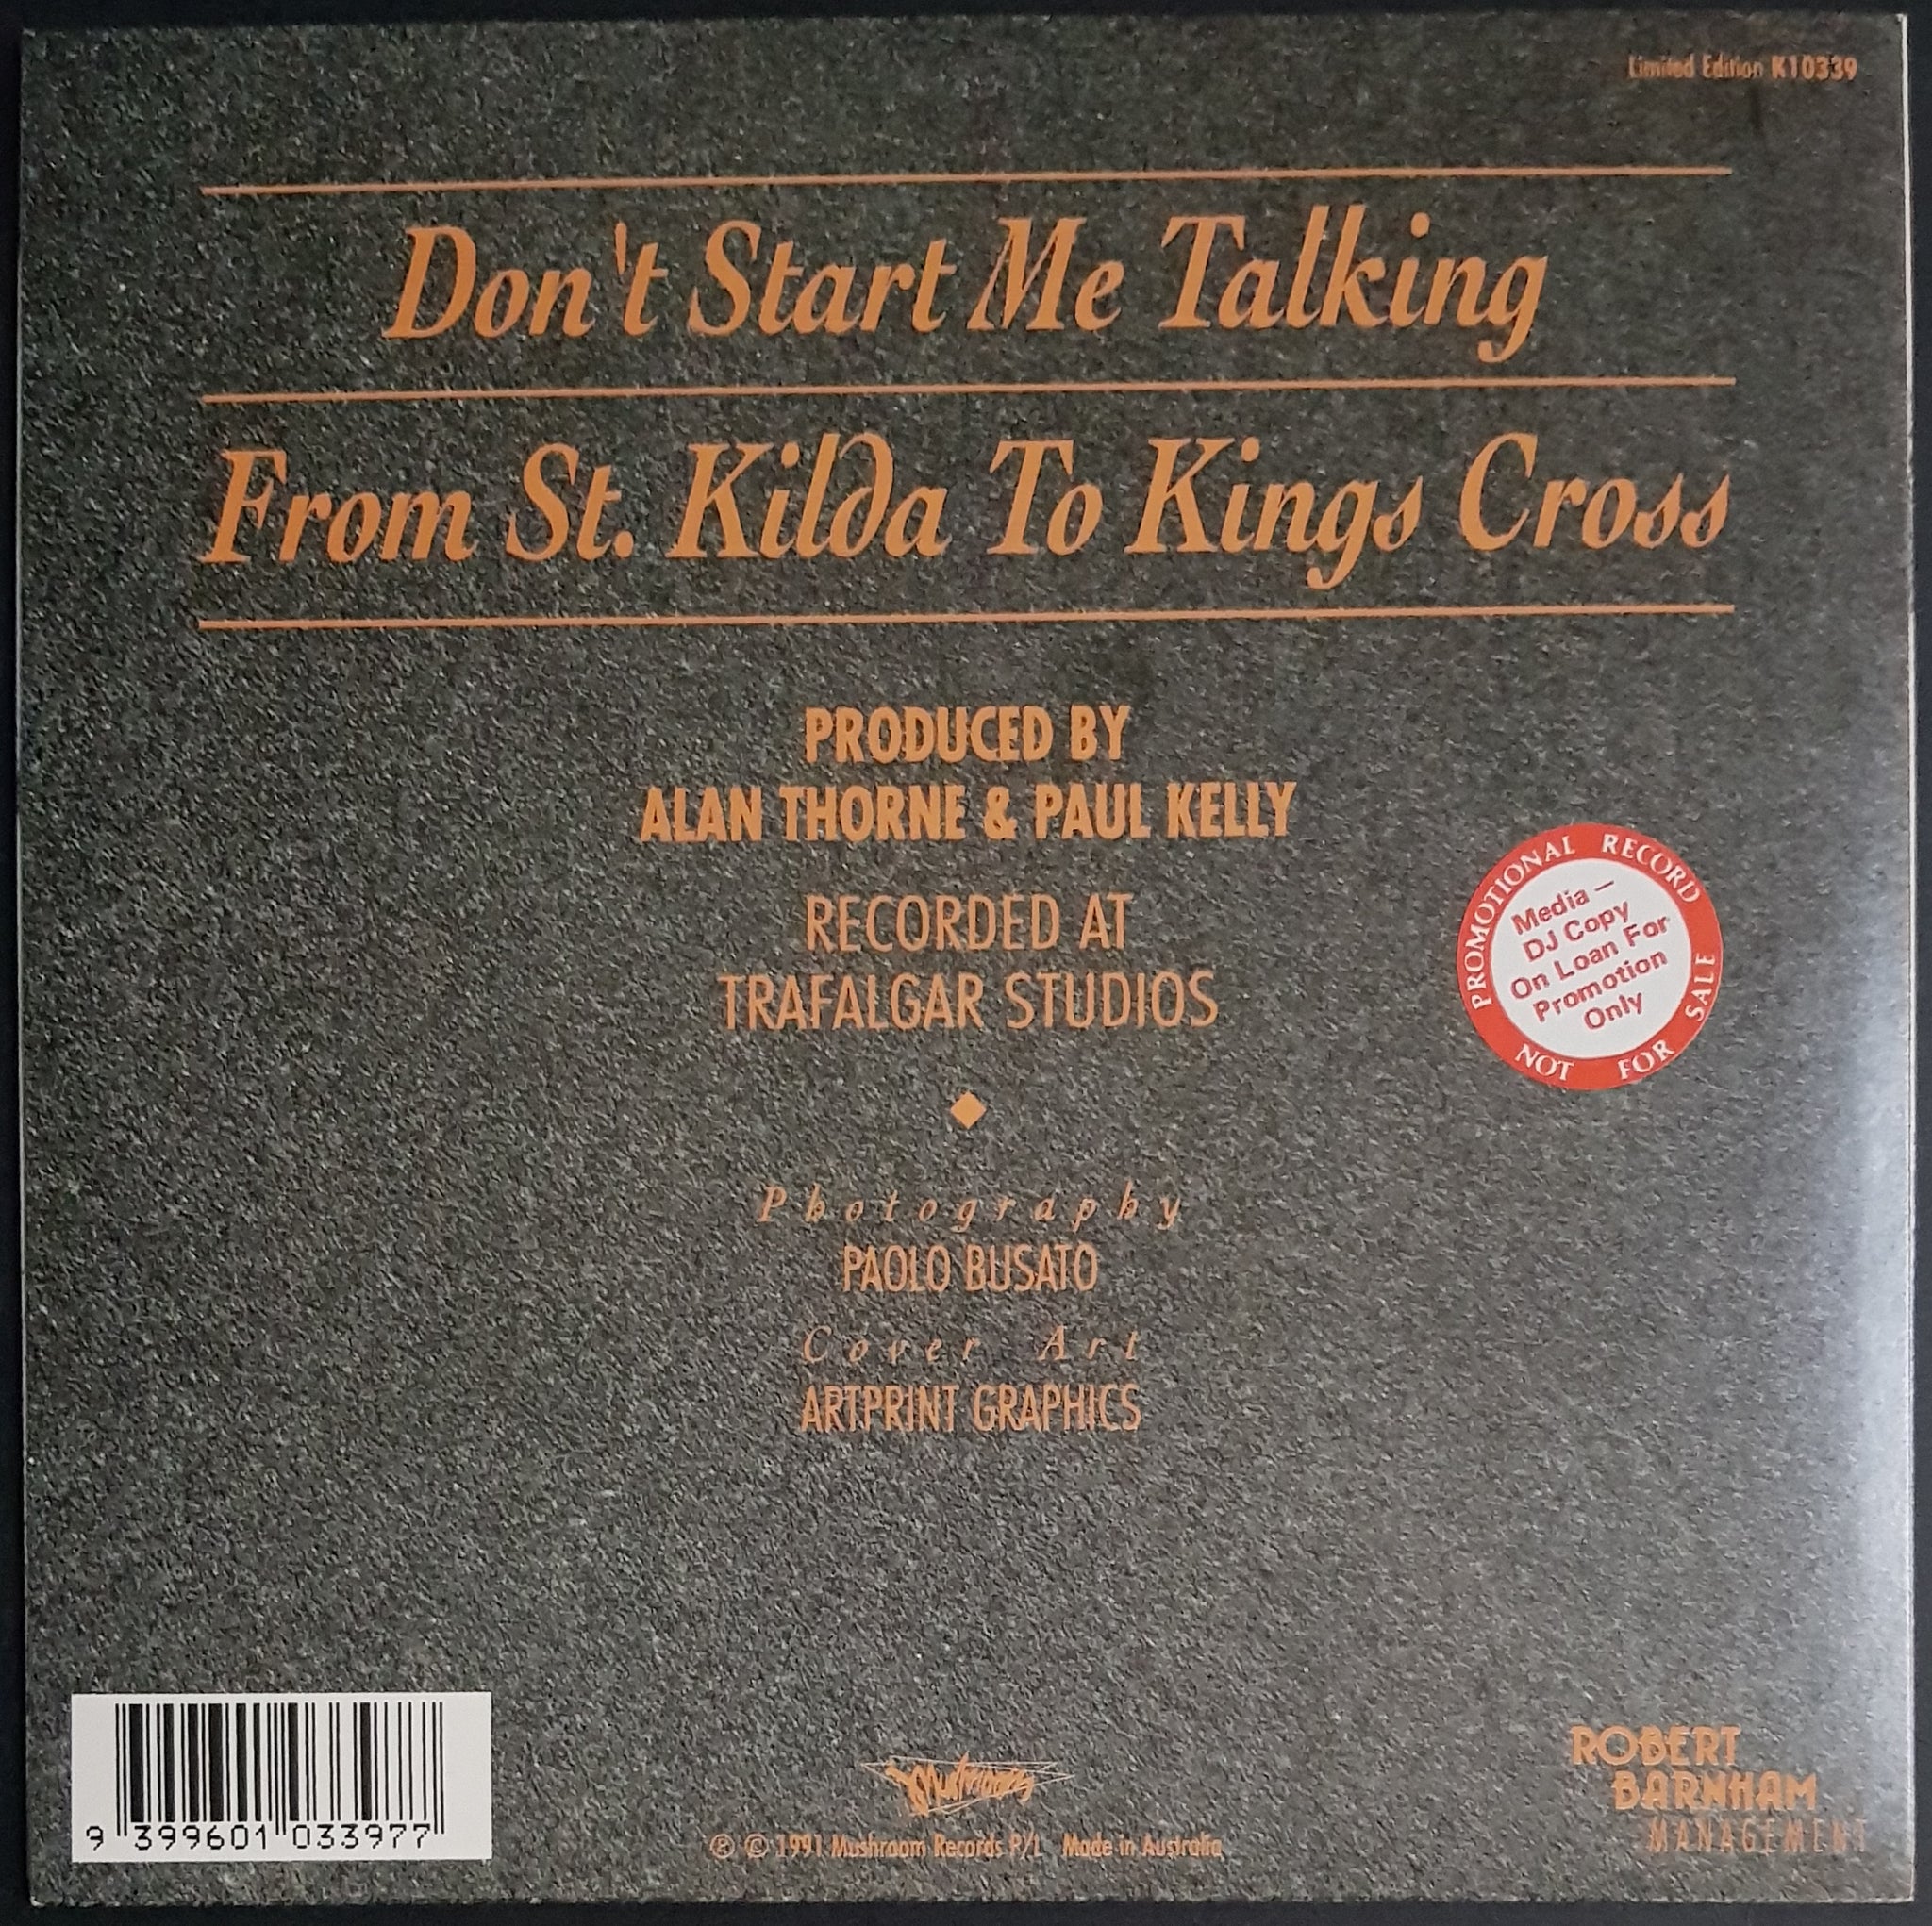 Limited Edition K10339
Don't Start Me Talking
From St. Kilda To Kings Cross
PRODUCED BY
ALAN THORNE & PAUL KELLY
RECORDED AT
TRAFALGAR STUDIOS
PROMOTIONAL RECORD
NOT FOR SALE
Media –
DJ Copy
On Loan For
Promotion
Only
Photography
PAOLO BUSATO
Cover Art
ARTPRINT GRAPHICS
9 399601 033977
Mushroom
℗ © 1991 Mushroom Records P/L Made in Australia
ROBERT
BARNHAM
MANAGEMENT